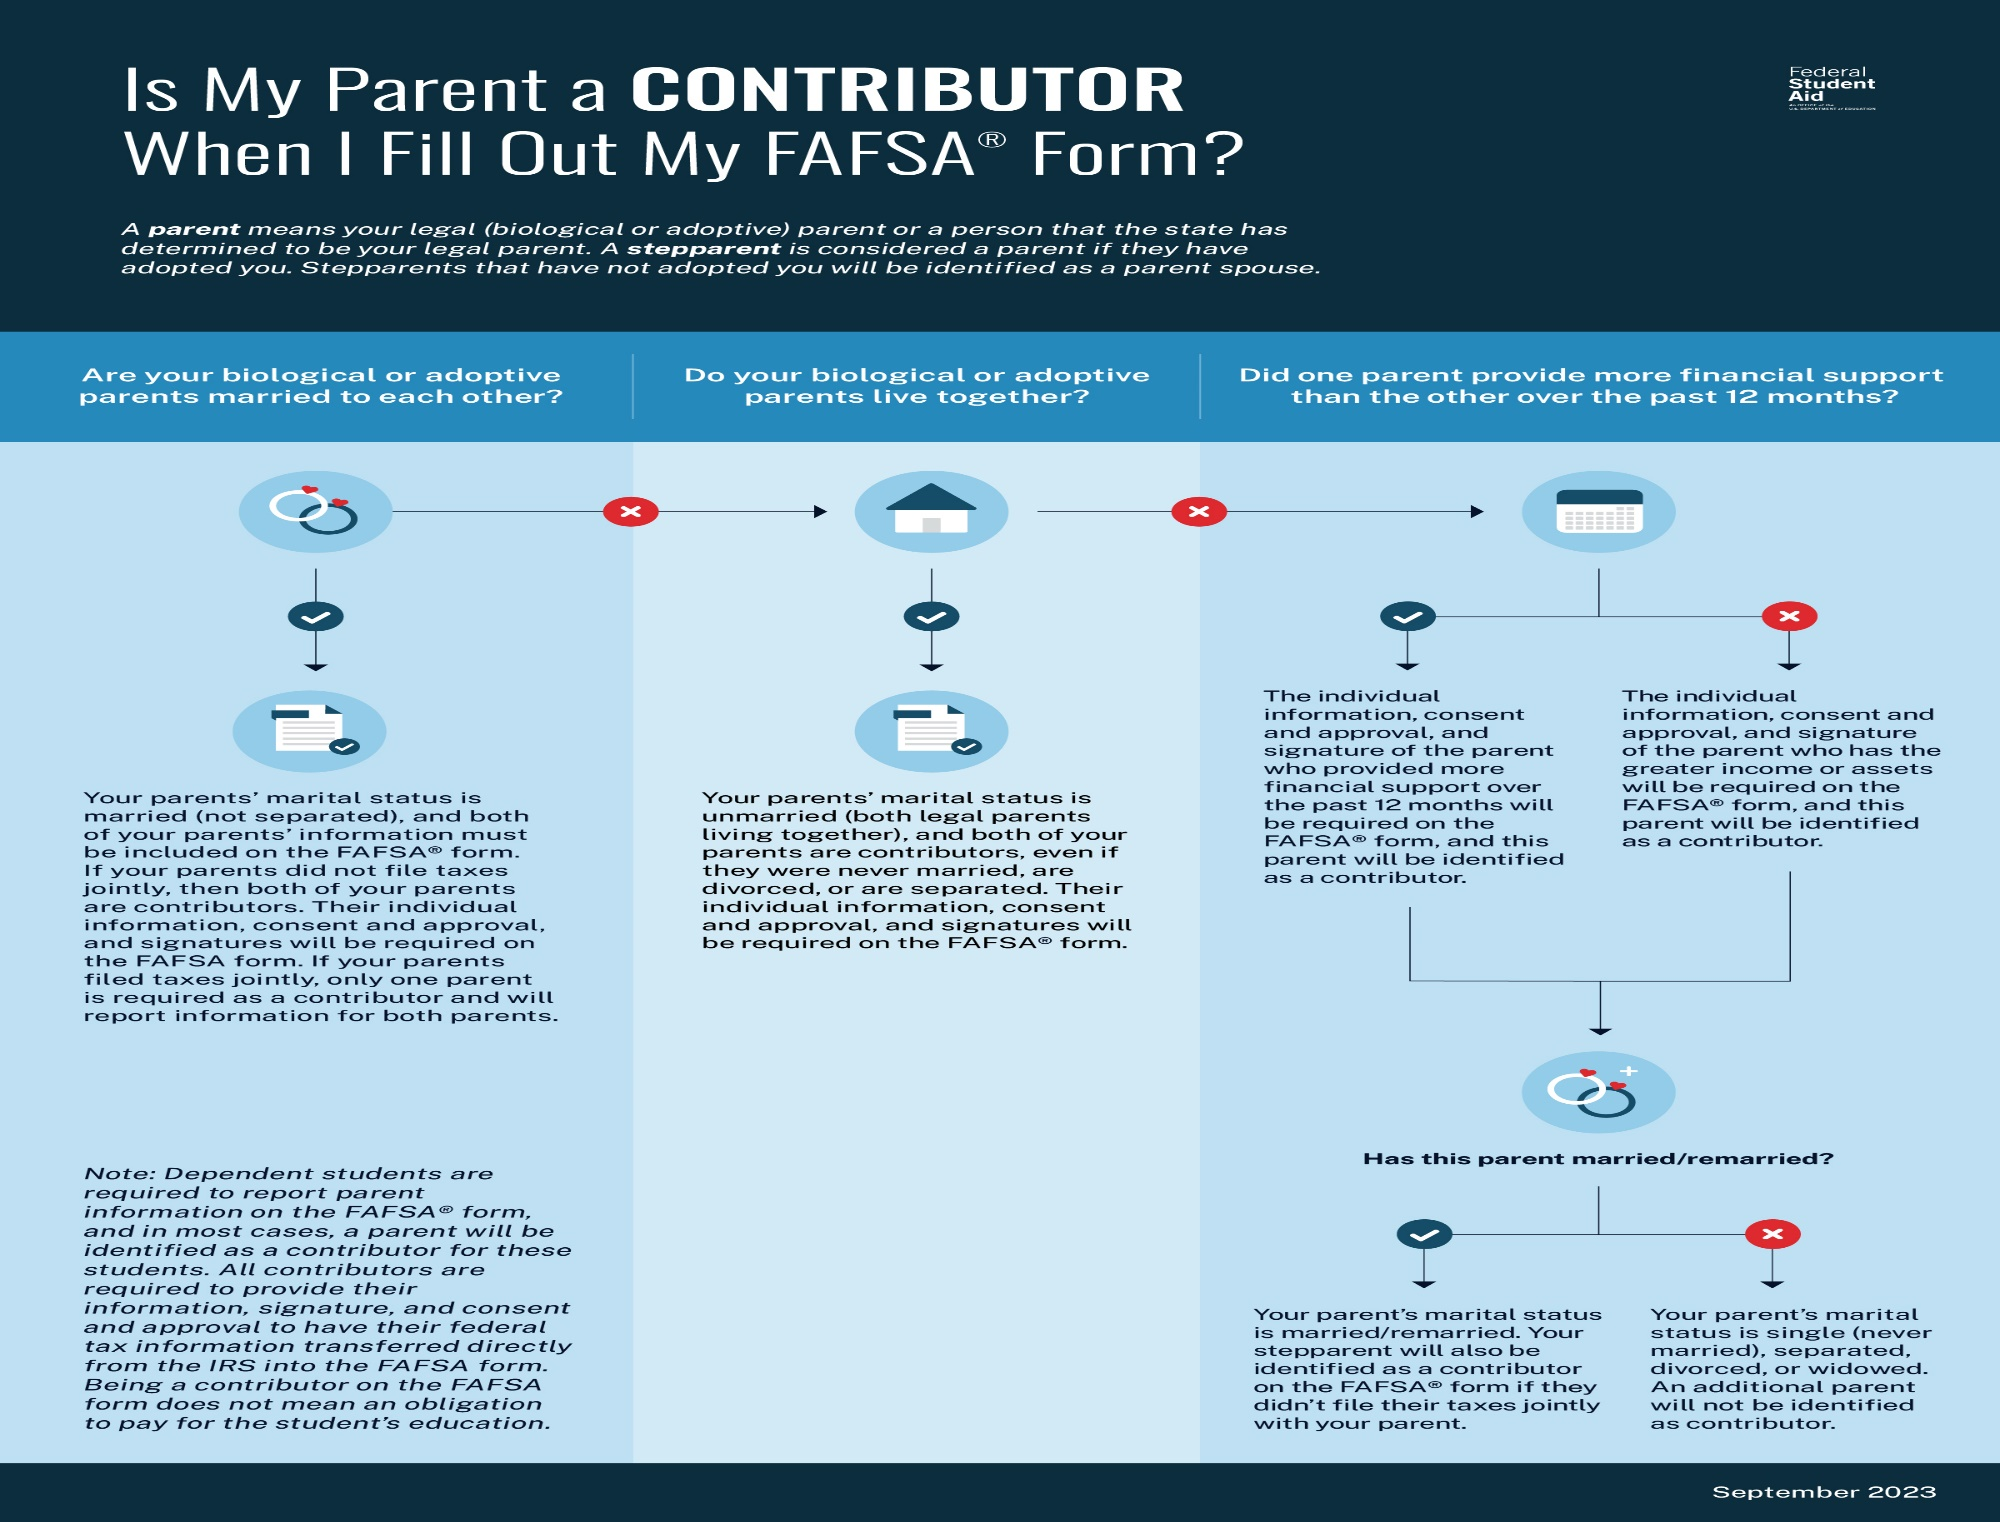 Is My Parent a CONTRIBUTOR
When I Fill Out My FAFSA® Form?
Federal
Student
Aid
An OFFICE of the
U.S. DEPARTMENT of EDUCATION
A parent means your legal (biological or adoptive) parent or a person that the state has
determined to be your legal parent. A stepparent is considered a parent if they have
adopted you. Stepparents that have not adopted you will be identified as a parent spouse.
Are your biological or adoptive
parents married to each other?
Do your biological or adoptive
parents live together?
Did one parent provide more financial support
than the other over the past 12 months?
Your parents’ marital status is
married (not separated), and both
of your parents’ information must
be included on the FAFSA® form.
If your parents did not file taxes
jointly, then both of your parents
are contributors. Their individual
information, consent and approval,
and signatures will be required on
the FAFSA form. If your parents
filed taxes jointly, only one parent
is required as a contributor and will
report information for both parents.
Note: Dependent students are
required to report parent
information on the FAFSA® form,
and in most cases, a parent will be
identified as a contributor for these
students. All contributors are
required to provide their
information, signature, and consent
and approval to have their federal
tax information transferred directly
from the IRS into the FAFSA form.
Being a contributor on the FAFSA
form does not mean an obligation
to pay for the student’s education.
Your parents’ marital status is
unmarried (both legal parents
living together), and both of your
parents are contributors, even if
they were never married, are
divorced, or are separated. Their
individual information, consent
and approval, and signatures will
be required on the FAFSA® form.
The individual
information, consent
and approval, and
signature of the parent
who provided more
financial support over
the past 12 months will
be required on the
FAFSA® form, and this
parent will be identified
as a contributor.
The individual
information, consent and
approval, and signature
of the parent who has the
greater income or assets
will be required on the
FAFSA® form, and this
parent will be identified
as a contributor.
Has this parent married/remarried?
Your parent’s marital status
is married/remarried. Your
stepparent will also be
identified as a contributor
on the FAFSA® form if they
didn’t file their taxes jointly
with your parent.
Your parent’s marital
status is single (never
married), separated,
divorced, or widowed.
An additional parent
will not be identified
as contributor.
September 2023